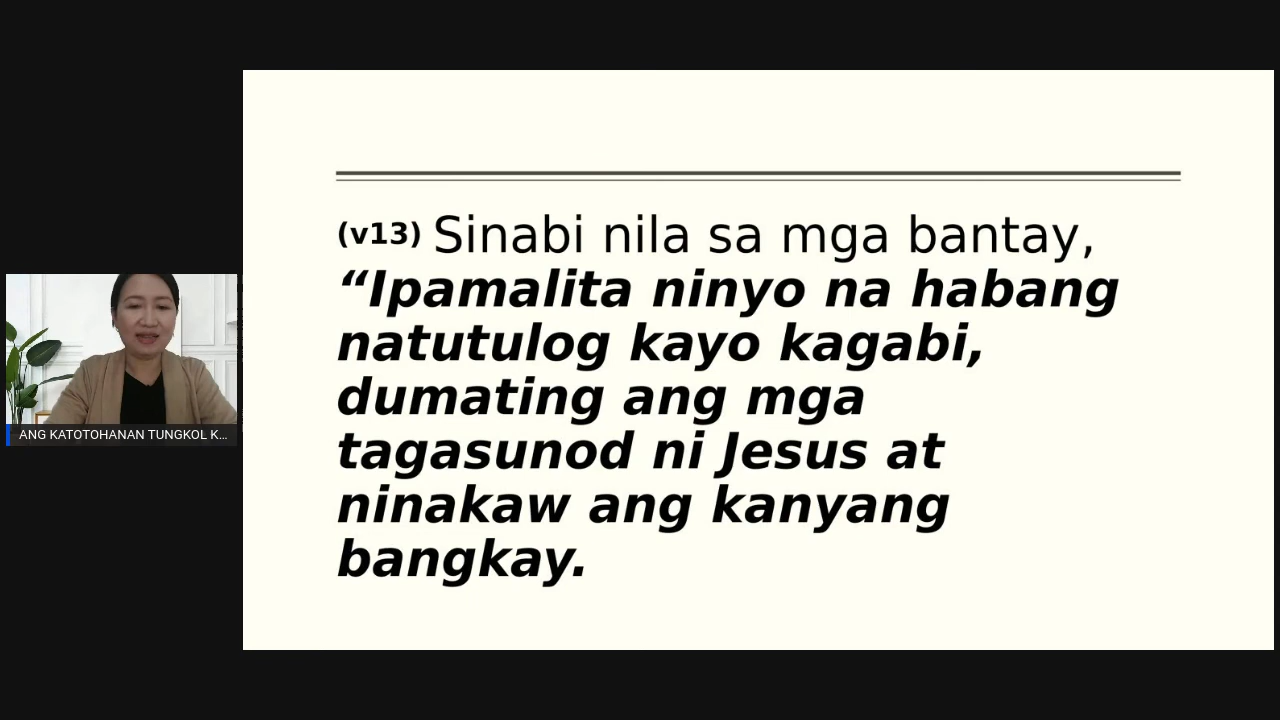 (v13) Sinabi nila sa mga bantay,
“Ipamalita ninyo na habang
natutulog kayo kagabi,
dumating ang mga
tagasunod ni Jesus at
ninakaw ang kanyang
bangkay.
ANG KATOTOHANAN TUNGKOL K...